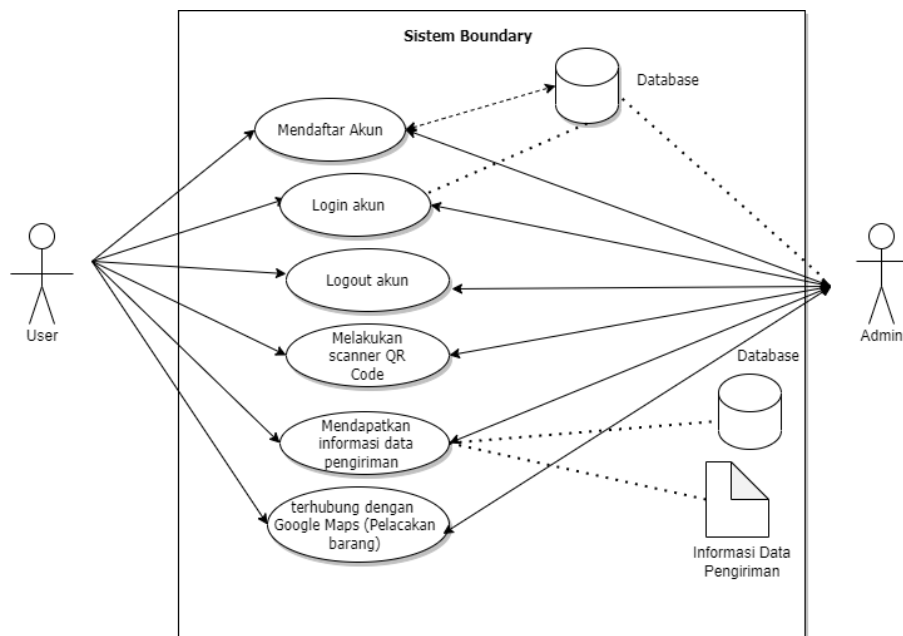 Sistem Boundary
Database
Mendaftar Akun
Login akun
Logout akun
User
Admin
Melakukan
scanner QR
Code
Database
Mendapatkan
informasi data
pengiriman
terhubung dengan
Google Maps (Pelacakan
barang)
Informasi Data
Pengiriman